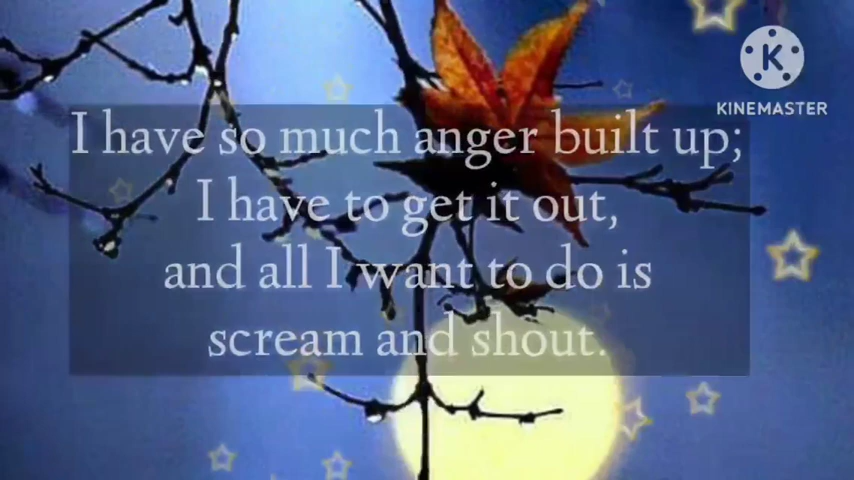 I have so much anger built up;
I have to get it out,
and all I want to do is
scream and shout.
K
KINEMASTER